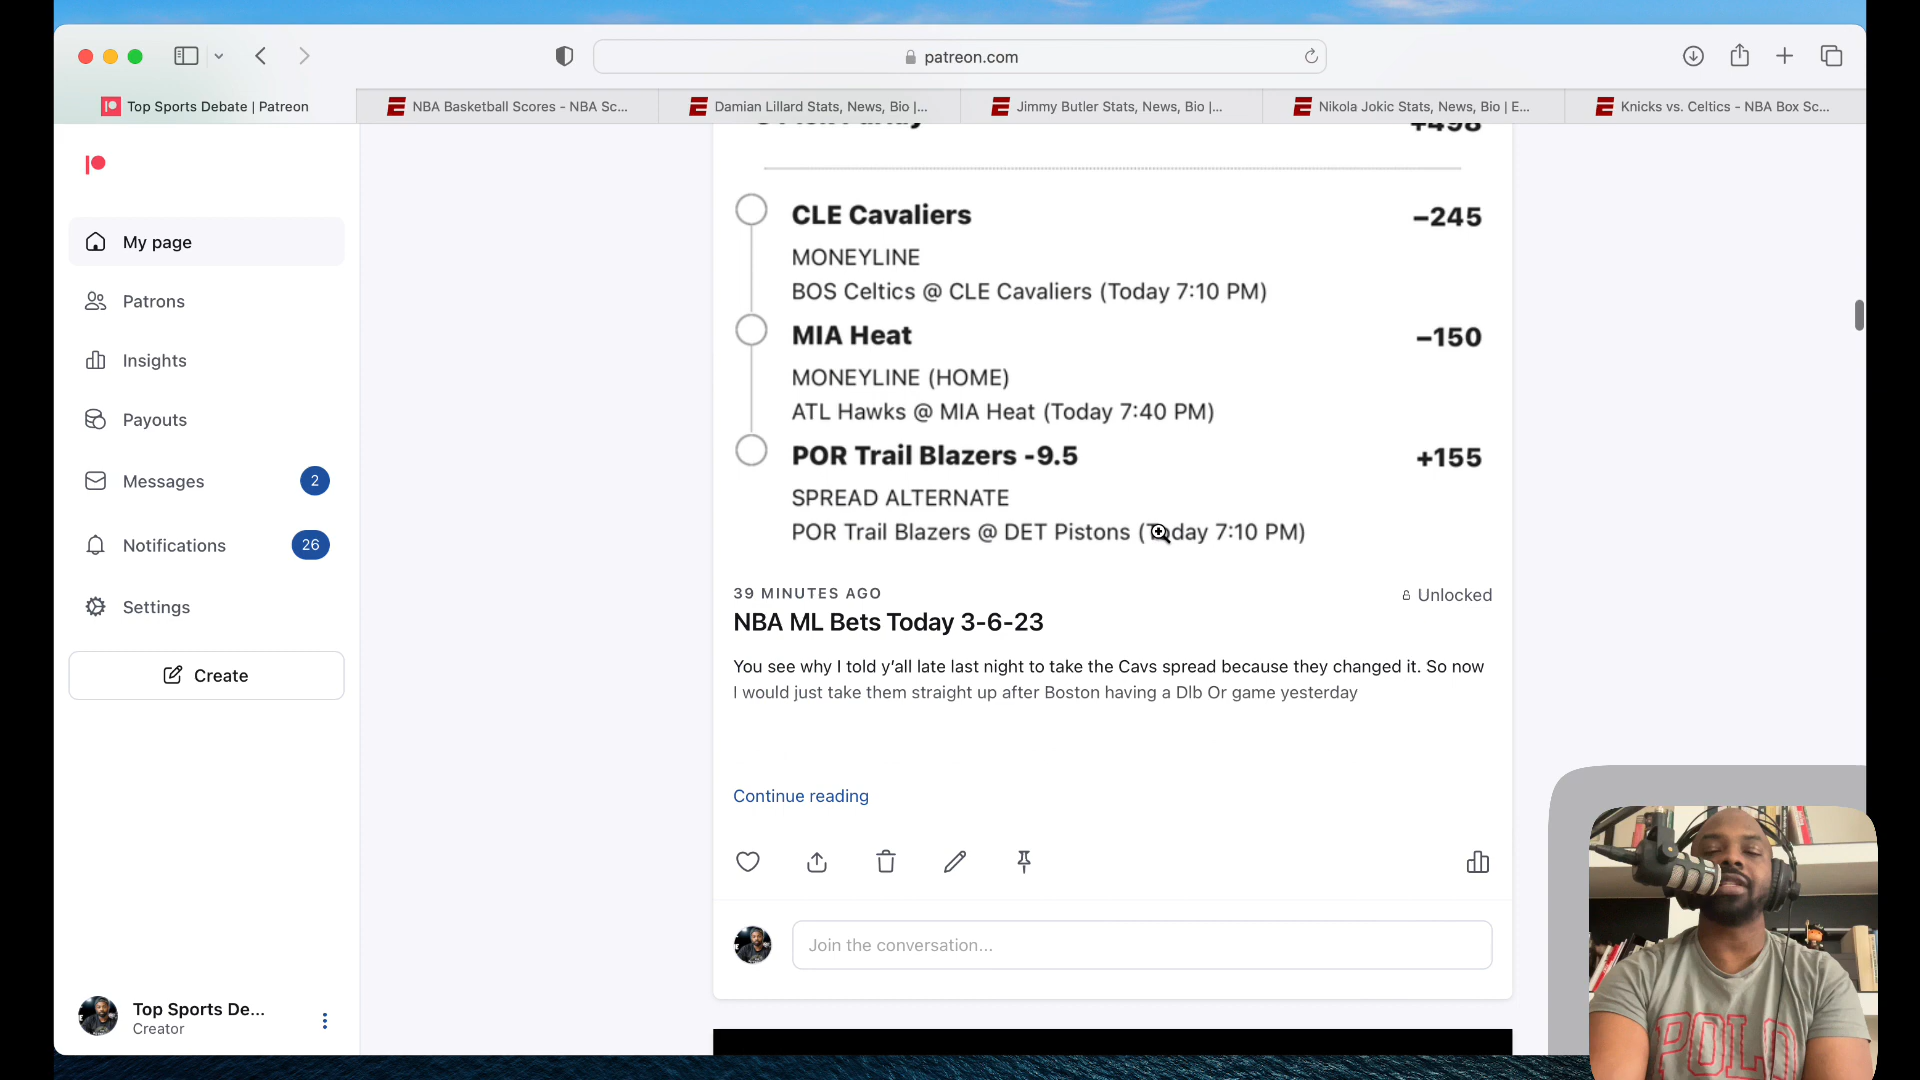 patreon.com
Top Sports Debate | Patreon
NBA Basketball Scores - NBA Sc...
Damian Lillard Stats, News, Bio |...
Jimmy Butler Stats, News, Bio |...
Nikola Jokic Stats, News, Bio | E...
Knicks vs. Celtics - NBA Box Sc...
+498
CLE Cavaliers
−245
MONEYLINE
BOS Celtics @ CLE Cavaliers (Today 7:10 PM)
MIA Heat
−150
MONEYLINE (HOME)
ATL Hawks @ MIA Heat (Today 7:40 PM)
POR Trail Blazers -9.5
+155
SPREAD ALTERNATE
POR Trail Blazers @ DET Pistons (Today 7:10 PM)
39 MINUTES AGO
Unlocked
NBA ML Bets Today 3-6-23
You see why I told y'all late last night to take the Cavs spread because they changed it. So now
I would just take them straight up after Boston having a Dlb Or game yesterday
Continue reading
Join the conversation...
My page
Patrons
Insights
Payouts
Messages
2
Notifications
26
Settings
Create
Top Sports De...
Creator
POLO